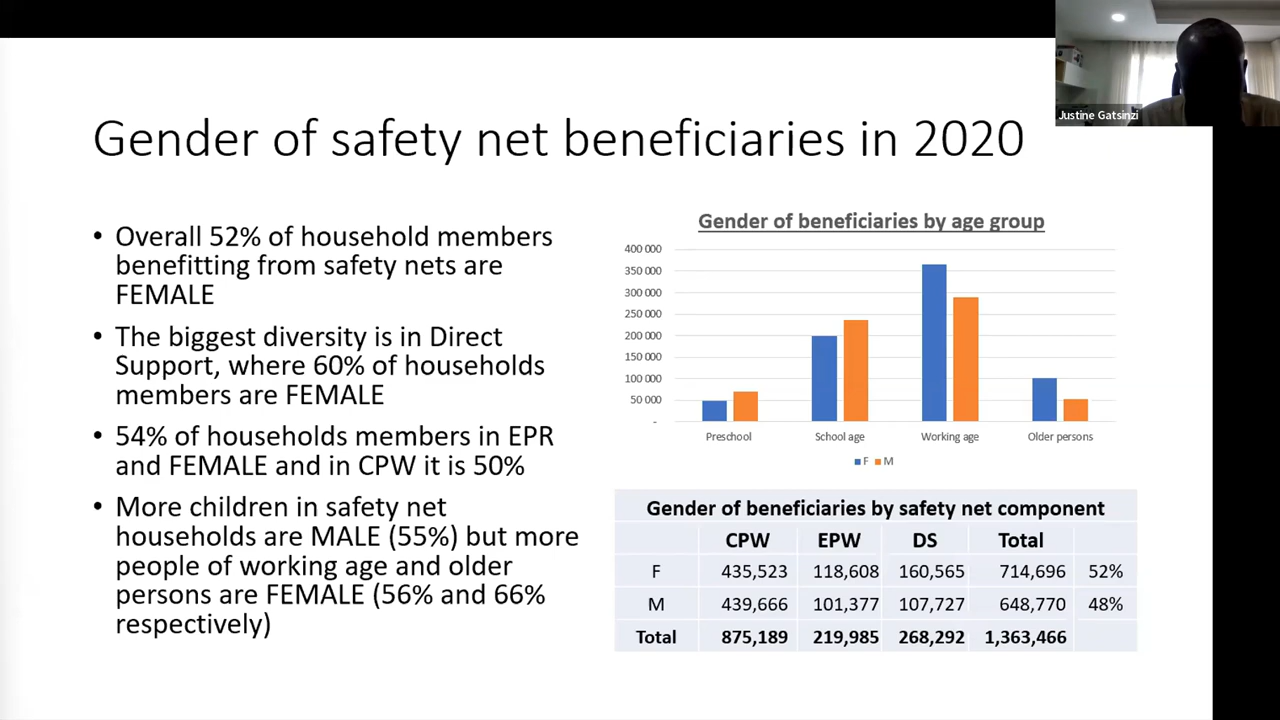 Justine Gatsinzi
Gender of safety net beneficiaries in 2020
• Overall 52% of household members
benefitting from safety nets are
FEMALE
• The biggest diversity is in Direct
Support, where 60% of households
members are FEMALE
• 54% of households members in EPR
and FEMALE and in CPW it is 50%
• More children in safety net
households are MALE (55%) but more
people of working age and older
persons are FEMALE (56% and 66%
respectively)
Gender of beneficiaries by age group
400 000
350 000
300 000
250 000
200 000
150 000
100 000
50 000
-
Preschool School age Working age Older persons
F M
Gender of beneficiaries by safety net component
CPW EPW DS Total
F 435,523 118,608 160,565 714,696 52%
M 439,666 101,377 107,727 648,770 48%
Total 875,189 219,985 268,292 1,363,466